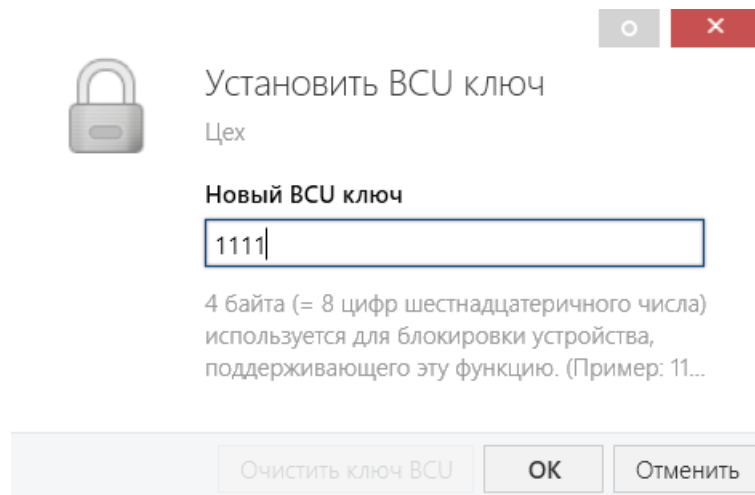 Установить BCU ключ
Цех
Новый BCU ключ
1111
4 байта (= 8 цифр шестнадцатеричного числа)
используется для блокировки устройства,
поддерживающего эту функцию. (Пример: 11...
Очистить ключ BCU
OK
Отменить